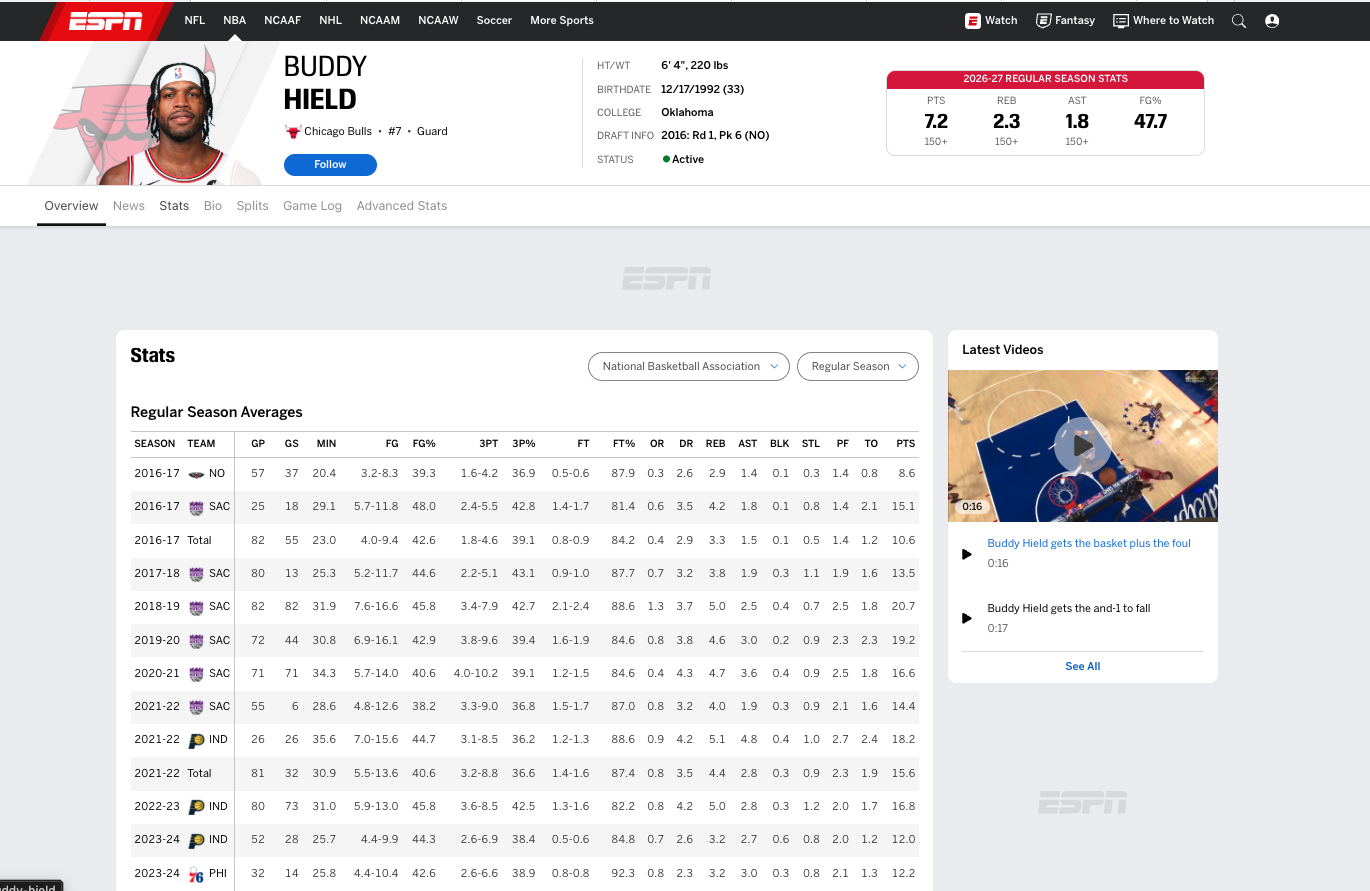 ESPN NFL NBA NCAAF NHL NCAAM NCAAW Soccer More Sports Watch Fantasy Where to Watch
BUDDY
HIELD
Chicago Bulls • #7 • Guard
Follow
HT/WT 6' 4", 220 lbs
BIRTHDATE 12/17/1992 (33)
COLLEGE Oklahoma
DRAFT INFO 2016: Rd 1, Pk 6 (NO)
STATUS Active
2026-27 REGULAR SEASON STATS
PTS REB AST FG%
7.2 2.3 1.8 47.7
150+ 150+ 150+
Overview News Stats Bio Splits Game Log Advanced Stats
ESPN
Stats
National Basketball Association Regular Season
Regular Season Averages
SEASON TEAM GP GS MIN FG FG% 3PT 3P% FT FT% OR DR REB AST BLK STL PF TO PTS
2016-17 NO 57 37 20.4 3.2-8.3 39.3 1.6-4.2 36.9 0.5-0.6 87.9 0.3 2.6 2.9 1.4 0.1 0.3 1.4 0.8 8.6
2016-17 SAC 25 18 29.1 5.7-11.8 48.0 2.4-5.5 42.8 1.4-1.7 81.4 0.6 3.5 4.2 1.8 0.1 0.8 1.4 2.1 15.1
2016-17 Total 82 55 23.0 4.0-9.4 42.6 1.8-4.6 39.1 0.8-0.9 84.2 0.4 2.9 3.3 1.5 0.1 0.5 1.4 1.2 10.6
2017-18 SAC 80 13 25.3 5.2-11.7 44.6 2.2-5.1 43.1 0.9-1.0 87.7 0.7 3.2 3.8 1.9 0.3 1.1 1.9 1.6 13.5
2018-19 SAC 82 82 31.9 7.6-16.6 45.8 3.4-7.9 42.7 2.1-2.4 88.6 1.3 3.7 5.0 2.5 0.4 0.7 2.5 1.8 20.7
2019-20 SAC 72 44 30.8 6.9-16.1 42.9 3.8-9.6 39.4 1.6-1.9 84.6 0.8 3.8 4.6 3.0 0.2 0.9 2.3 2.3 19.2
2020-21 SAC 71 71 34.3 5.7-14.0 40.6 4.0-10.2 39.1 1.2-1.5 84.6 0.4 4.3 4.7 3.6 0.4 0.9 2.5 1.8 16.6
2021-22 SAC 55 6 28.6 4.8-12.6 38.2 3.3-9.0 36.8 1.5-1.7 87.0 0.8 3.2 4.0 1.9 0.3 0.9 2.1 1.6 14.4
2021-22 IND 26 26 35.6 7.0-15.6 44.7 3.1-8.5 36.2 1.2-1.3 88.6 0.9 4.2 5.1 4.8 0.4 1.0 2.7 2.4 18.2
2021-22 Total 81 32 30.9 5.5-13.6 40.6 3.2-8.8 36.6 1.4-1.6 87.4 0.8 3.5 4.4 2.8 0.3 0.9 2.3 1.9 15.6
2022-23 IND 80 73 31.0 5.9-13.0 45.8 3.6-8.5 42.5 1.3-1.6 82.2 0.8 4.2 5.0 2.8 0.3 1.2 2.0 1.7 16.8
2023-24 IND 52 28 25.7 4.4-9.9 44.3 2.6-6.9 38.4 0.5-0.6 84.8 0.7 2.6 3.2 2.7 0.6 0.8 2.0 1.2 12.0
2023-24 PHI 32 14 25.8 4.4-10.4 42.6 2.6-6.6 38.9 0.8-0.8 92.3 0.8 2.3 3.2 3.0 0.3 0.8 2.1 1.3 12.2
Latest Videos
0:16
Buddy Hield gets the basket plus the foul
0:16
Buddy Hield gets the and-1 to fall
0:17
See All
ESPN